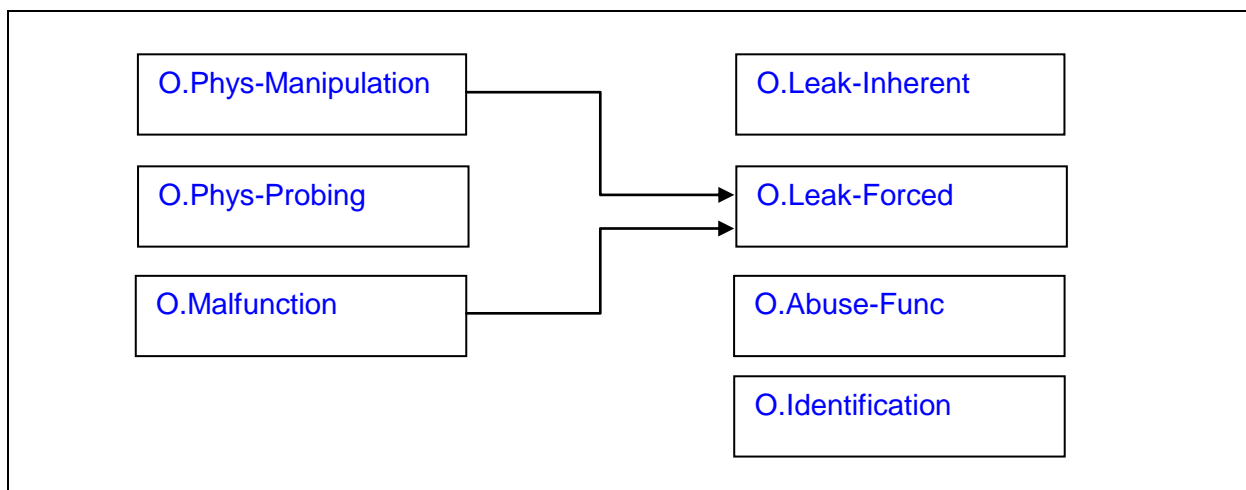 O.Phys-Manipulation
O.Leak-Inherent
O.Phys-Probing
O.Leak-Forced
O.Malfunction
O.Abuse-Func
O.Identification